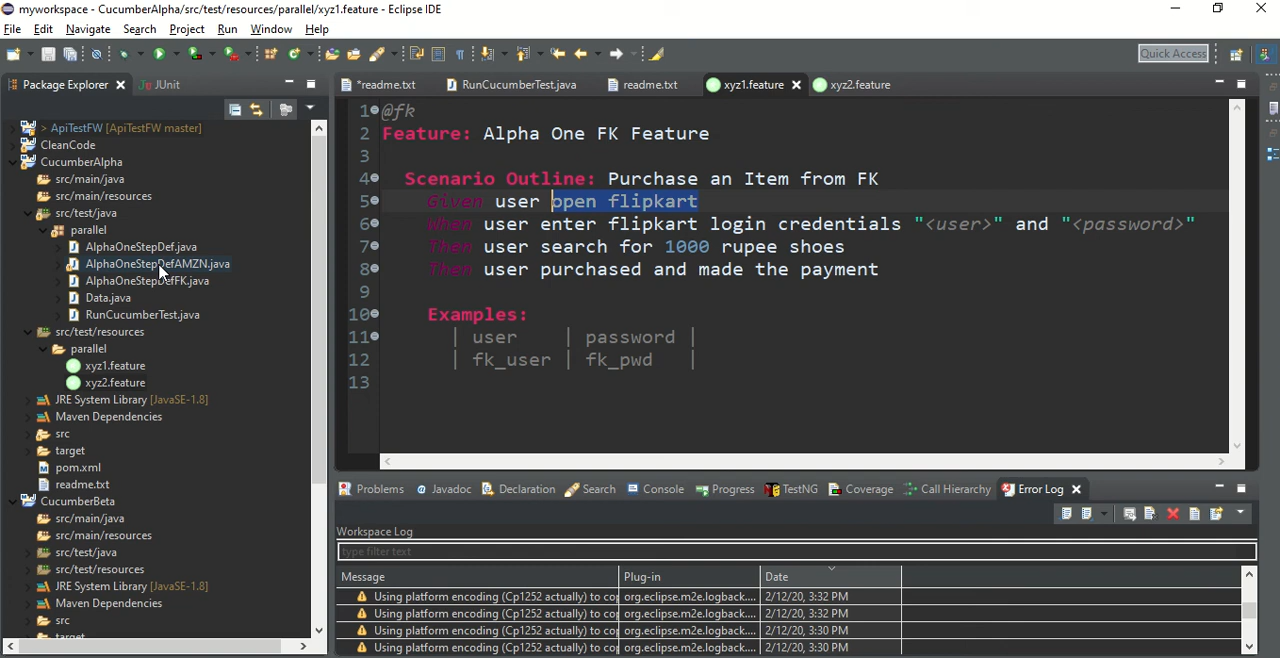 myworkspace - CucumberAlpha/src/test/resources/parallel/xyz1.feature - Eclipse IDE
File Edit Navigate Search Project Run Window Help
Quick Access
Package Explorer JUnit
> ApiTestFW [ApiTestFW master]
CleanCode
CucumberAlpha
src/main/java
src/main/resources
src/test/java
parallel
AlphaOneStepDef.java
AlphaOneStepDefAMZN.java
AlphaOneStepDefFK.java
Data.java
RunCucumberTest.java
src/test/resources
parallel
xyz1.feature
xyz2.feature
JRE System Library [JavaSE-1.8]
Maven Dependencies
src
target
pom.xml
readme.txt
CucumberBeta
src/main/java
src/main/resources
src/test/java
src/test/resources
JRE System Library [JavaSE-1.8]
Maven Dependencies
src
target
*readme.txt RunCucumberTest.java readme.txt xyz1.feature xyz2.feature
1 @fk
2 Feature: Alpha One FK Feature
3
4 Scenario Outline: Purchase an Item from FK
5 Given user open flipkart
6 When user enter flipkart login credentials "<user>" and "<password>"
7 Then user search for 1000 rupee shoes
8 Then user purchased and made the payment
9
10 Examples:
11 | user | password |
12 | fk_user | fk_pwd |
13
Problems @ Javadoc Declaration Search Console Progress TestNG Coverage Call Hierarchy Error Log
Workspace Log
type filter text
Message Plug-in Date
Using platform encoding (Cp1252 actually) to cop org.eclipse.m2e.logback.... 2/12/20, 3:32 PM
Using platform encoding (Cp1252 actually) to cop org.eclipse.m2e.logback.... 2/12/20, 3:32 PM
Using platform encoding (Cp1252 actually) to cop org.eclipse.m2e.logback.... 2/12/20, 3:30 PM
Using platform encoding (Cp1252 actually) to cop org.eclipse.m2e.logback.... 2/12/20, 3:30 PM